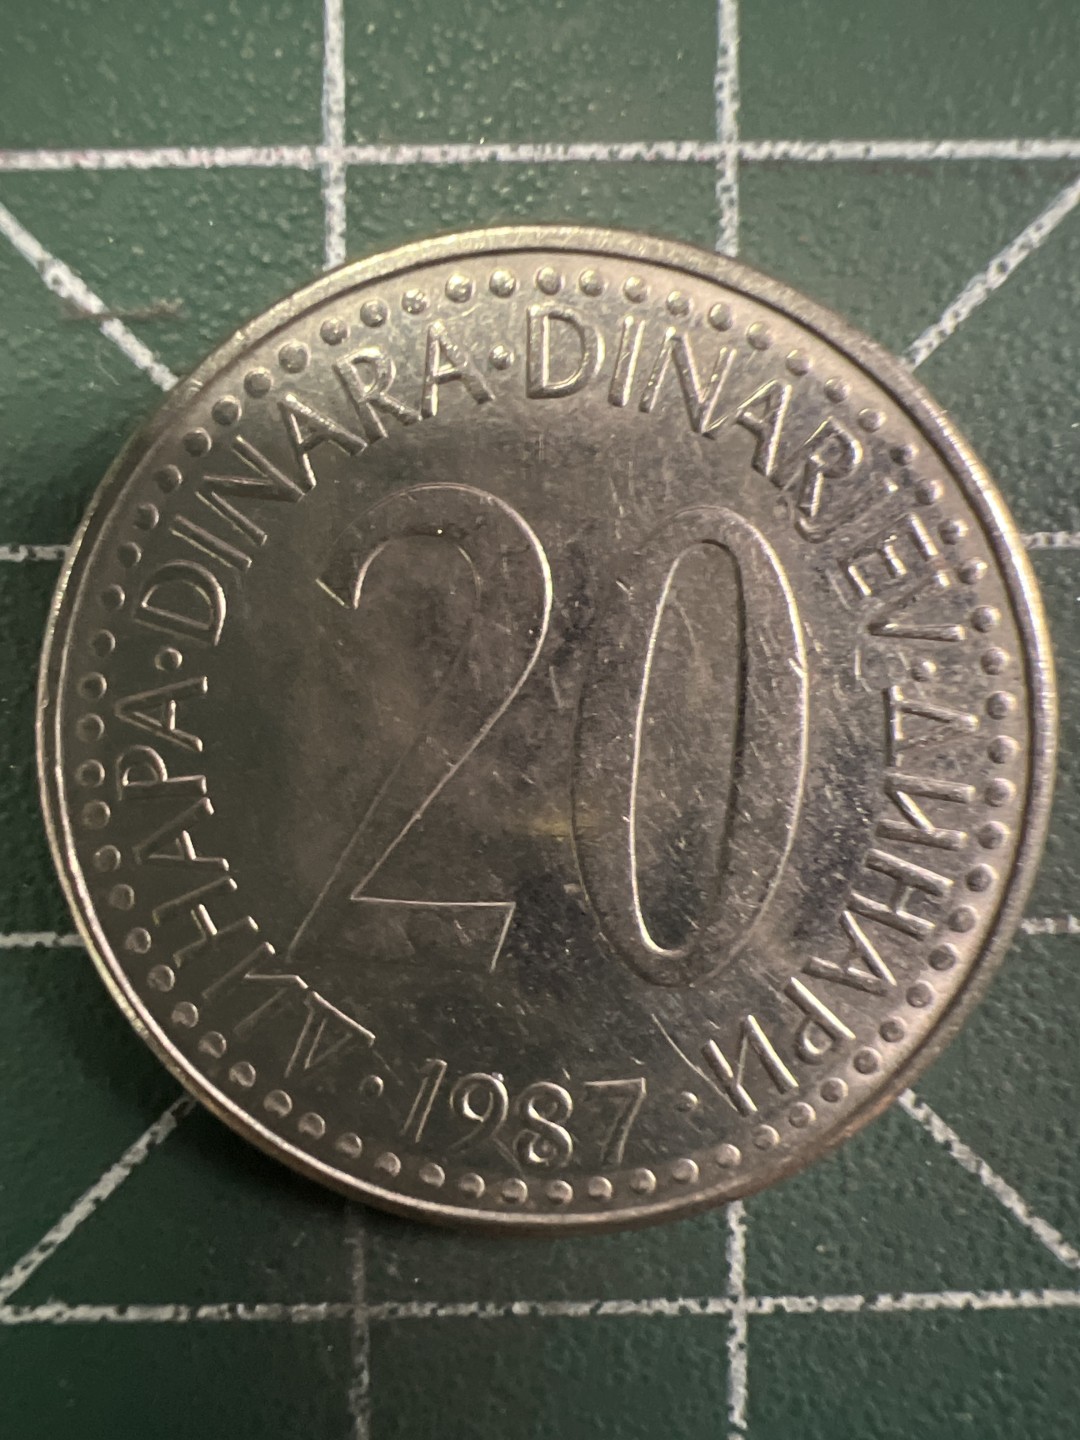 ДИНАРА · DINARA · DINARJEV · ДИНАРИ
20
· 1987 ·